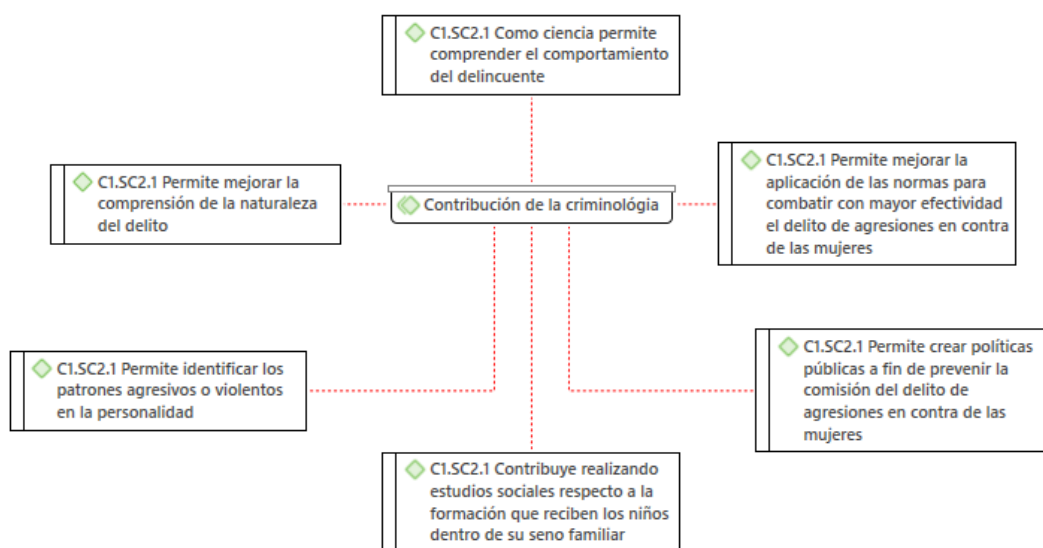 C1.SC2.1 Como ciencia permite
comprender el comportamiento
del delincuente
C1.SC2.1 Permite mejorar la
comprensión de la naturaleza
del delito
Contribución de la criminológia
C1.SC2.1 Permite mejorar la
aplicación de las normas para
combatir con mayor efectividad
el delito de agresiones en contra
de las mujeres
C1.SC2.1 Permite identificar los
patrones agresivos o violentos
en la personalidad
C1.SC2.1 Permite crear políticas
públicas a fin de prevenir la
comisión del delito de
agresiones en contra de las
mujeres
C1.SC2.1 Contribuye realizando
estudios sociales respecto a la
formación que reciben los niños
dentro de su seno familiar